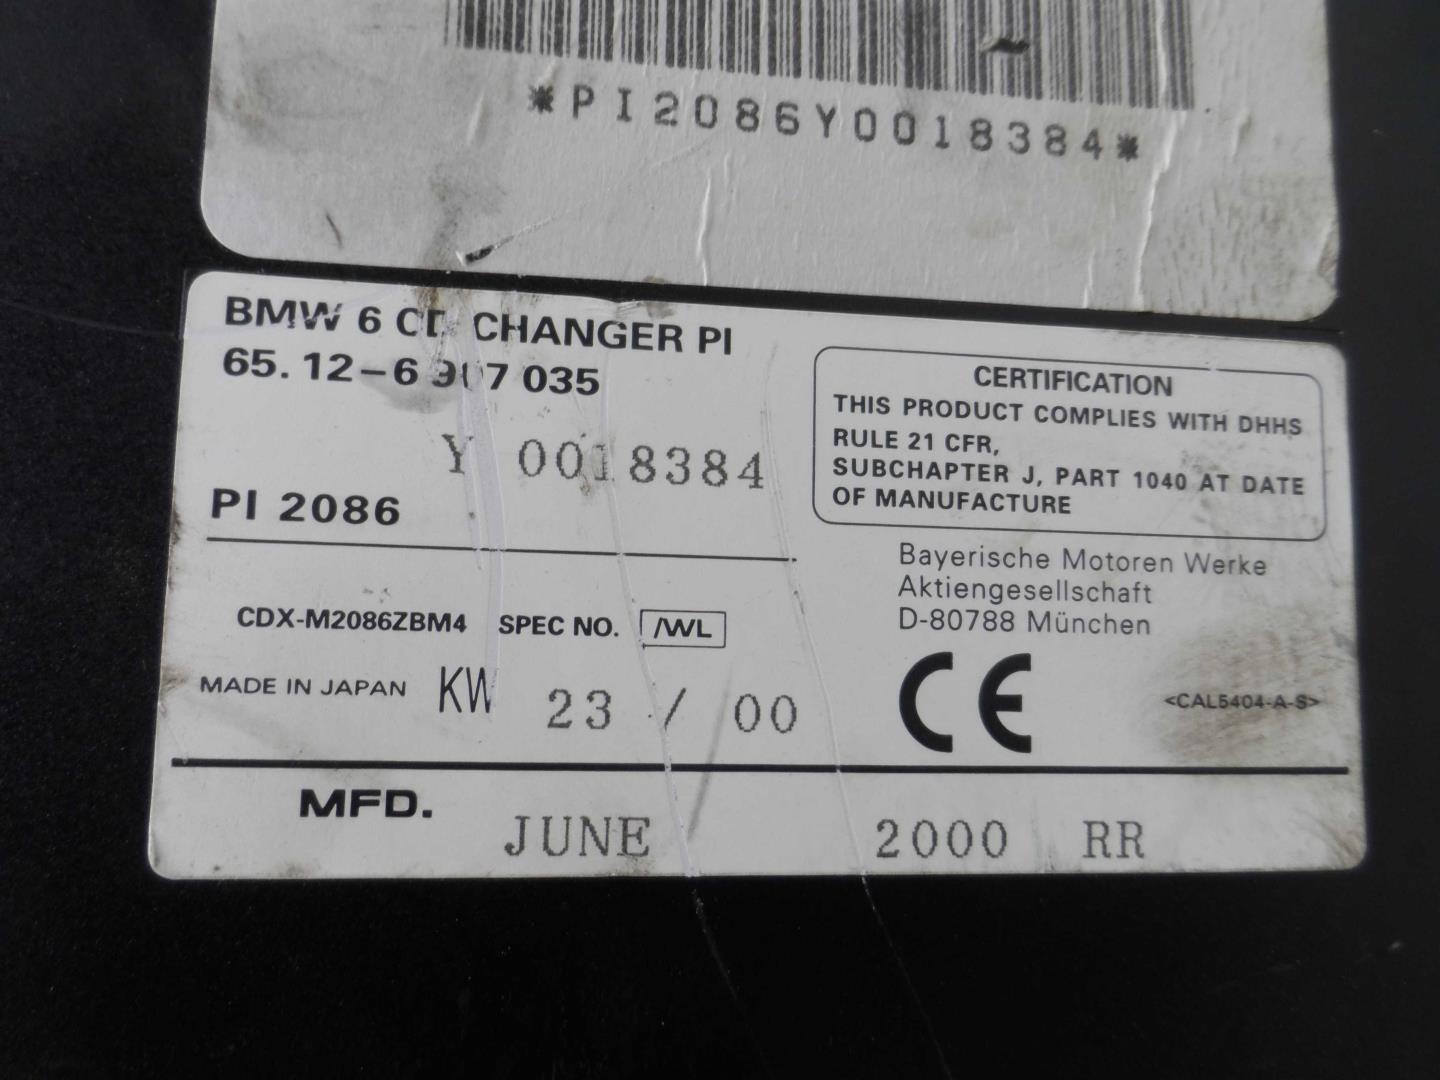 *PI2086Y0018384*
BMW 6 CD CHANGER PI
65.12-6 907 035
Y 0018384
PI 2086
CERTIFICATION
THIS PRODUCT COMPLIES WITH DHHS
RULE 21 CFR,
SUBCHAPTER J, PART 1040 AT DATE
OF MANUFACTURE
Bayerische Motoren Werke
Aktiengesellschaft
D-80788 München
CDX-M2086ZBM4 SPEC NO. /WL
MADE IN JAPAN KW 23 / 00
CE
<CAL5404-A-S>
MFD. JUNE 2000 RR